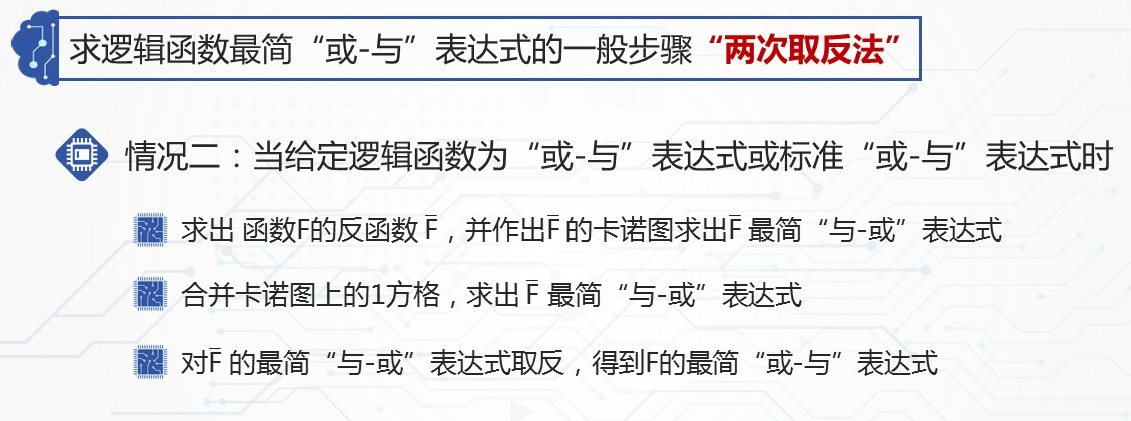 求逻辑函数最简“或-与”表达式的一般步骤“两次取反法”
情况二：当给定逻辑函数为“或-与”表达式或标准“或-与”表达式时
求出 函数F的反函数 F̅，并作出F̅ 的卡诺图求出F̅ 最简“与-或”表达式
合并卡诺图上的1方格，求出 F̅ 最简“与-或”表达式
对F̅ 的最简“与-或”表达式取反，得到F的最简“或-与”表达式